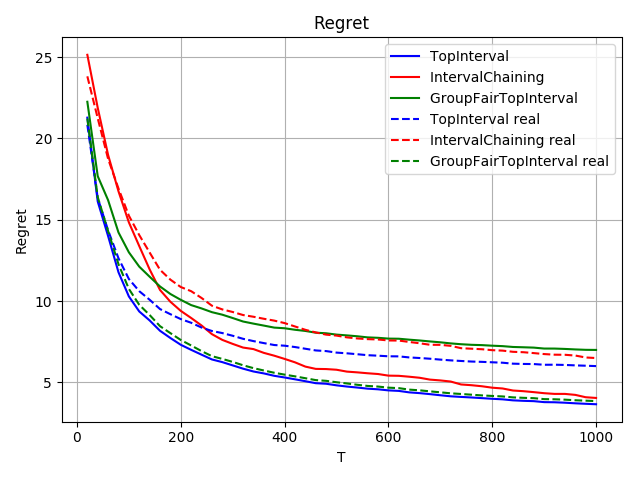 Regret
25
20
15
10
5
Regret
0
200
400
600
800
1000
T
TopInterval
IntervalChaining
GroupFairTopInterval
TopInterval real
IntervalChaining real
GroupFairTopInterval real